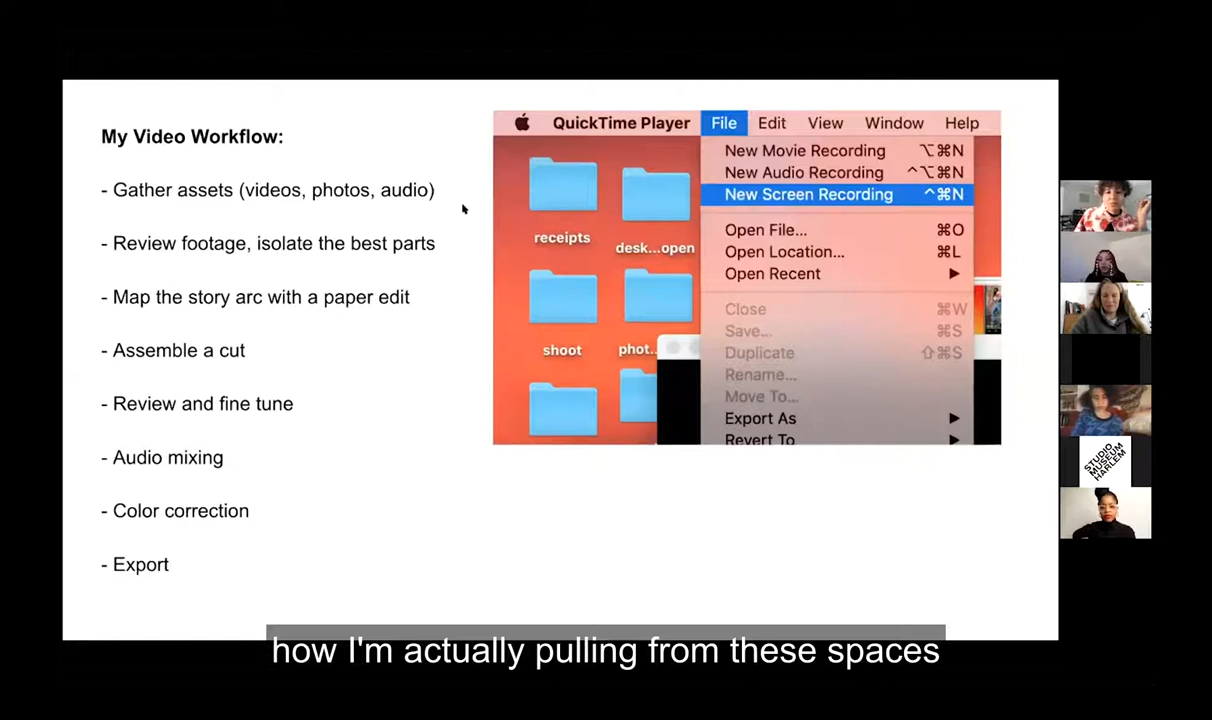 My Video Workflow:
- Gather assets (videos, photos, audio)
- Review footage, isolate the best parts
- Map the story arc with a paper edit
- Assemble a cut
- Review and fine tune
- Audio mixing
- Color correction
- Export
QuickTime Player File Edit View Window Help
receipts
desk...open
shoot
phot...
New Movie Recording ⌥⌘N
New Audio Recording ^⌥⌘N
New Screen Recording ^⌘N
Open File... ⌘O
Open Location... ⌘L
Open Recent ▶
Close ⌘W
Save... ⌘S
Duplicate ⇧⌘S
Rename...
Move To...
Export As ▶
Revert To ▶
STUDIO
MUSEUM
HARLEM
how I'm actually pulling from these spaces